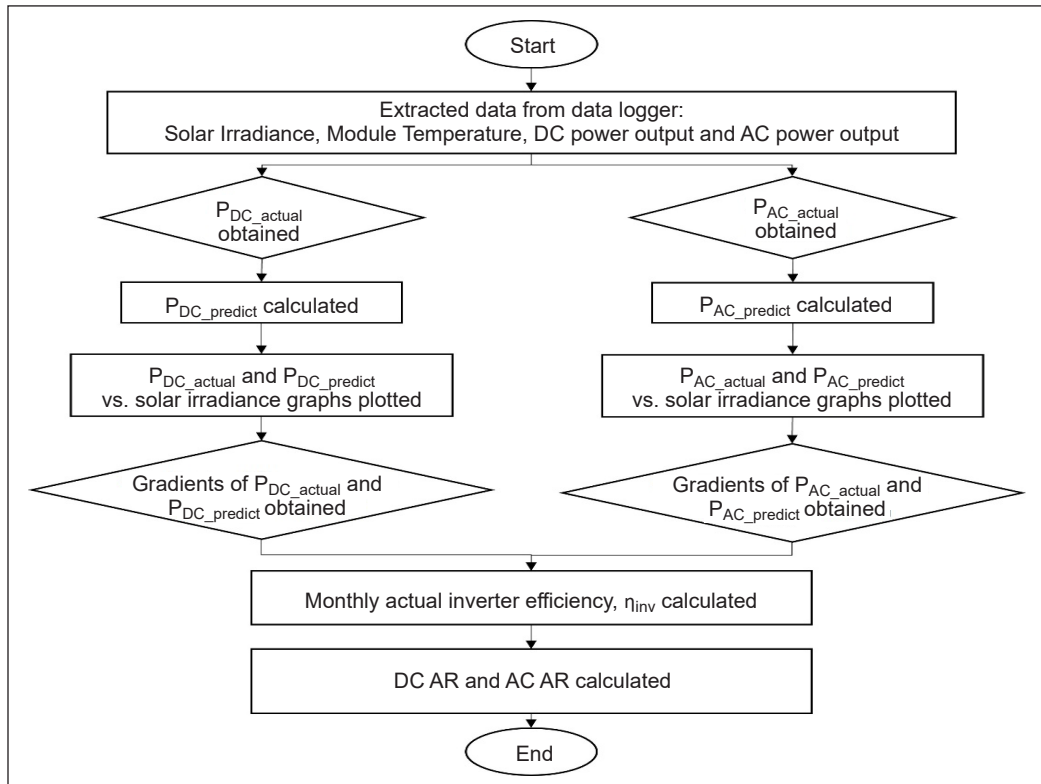 Start
Extracted data from data logger:
Solar Irradiance, Module Temperature, DC power output and AC power output
P_DC_actual
obtained
P_AC_actual
obtained
P_DC_predict calculated
P_AC_predict calculated
P_DC_actual and P_DC_predict
vs. solar irradiance graphs plotted
P_AC_actual and P_AC_predict
vs. solar irradiance graphs plotted
Gradients of P_DC_actual and
P_DC_predict obtained
Gradients of P_AC_actual and
P_AC_predict obtained
Monthly actual inverter efficiency, η_inv calculated
DC AR and AC AR calculated
End